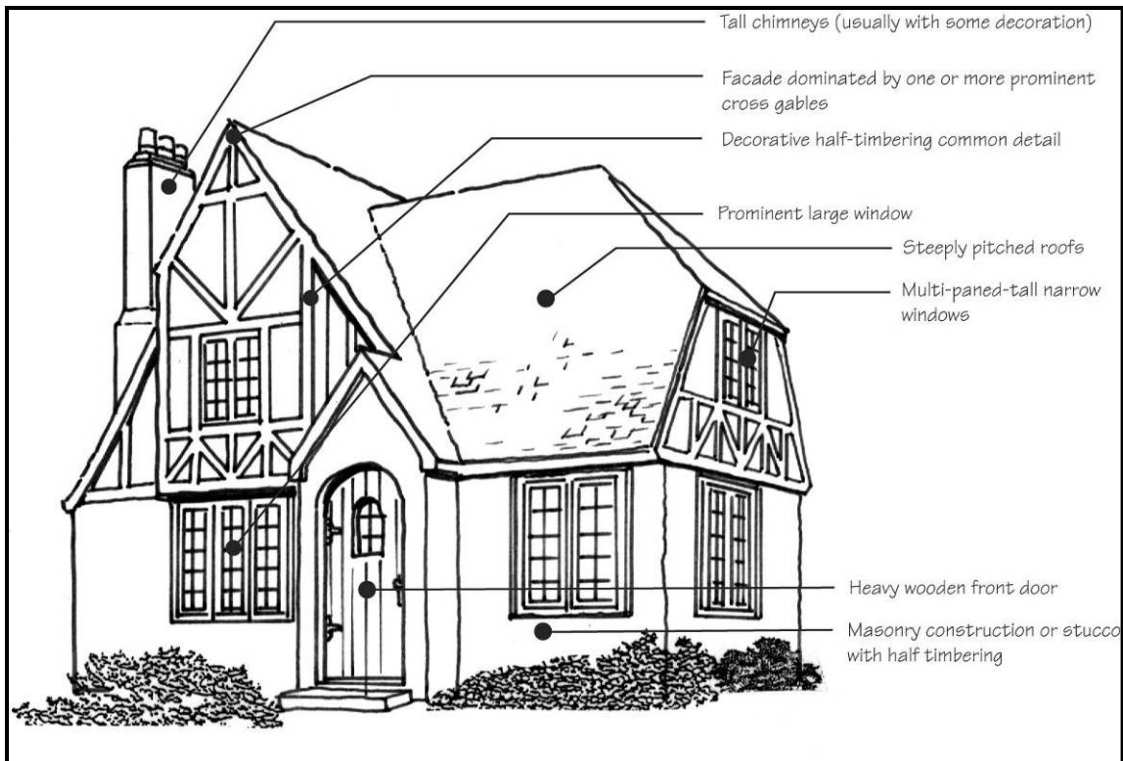 Tall chimneys (usually with some decoration)
Facade dominated by one or more prominent
cross gables
Decorative half-timbering common detail
Prominent large window
Steeply pitched roofs
Multi-paned-tall narrow
windows
Heavy wooden front door
Masonry construction or stucco
with half timbering